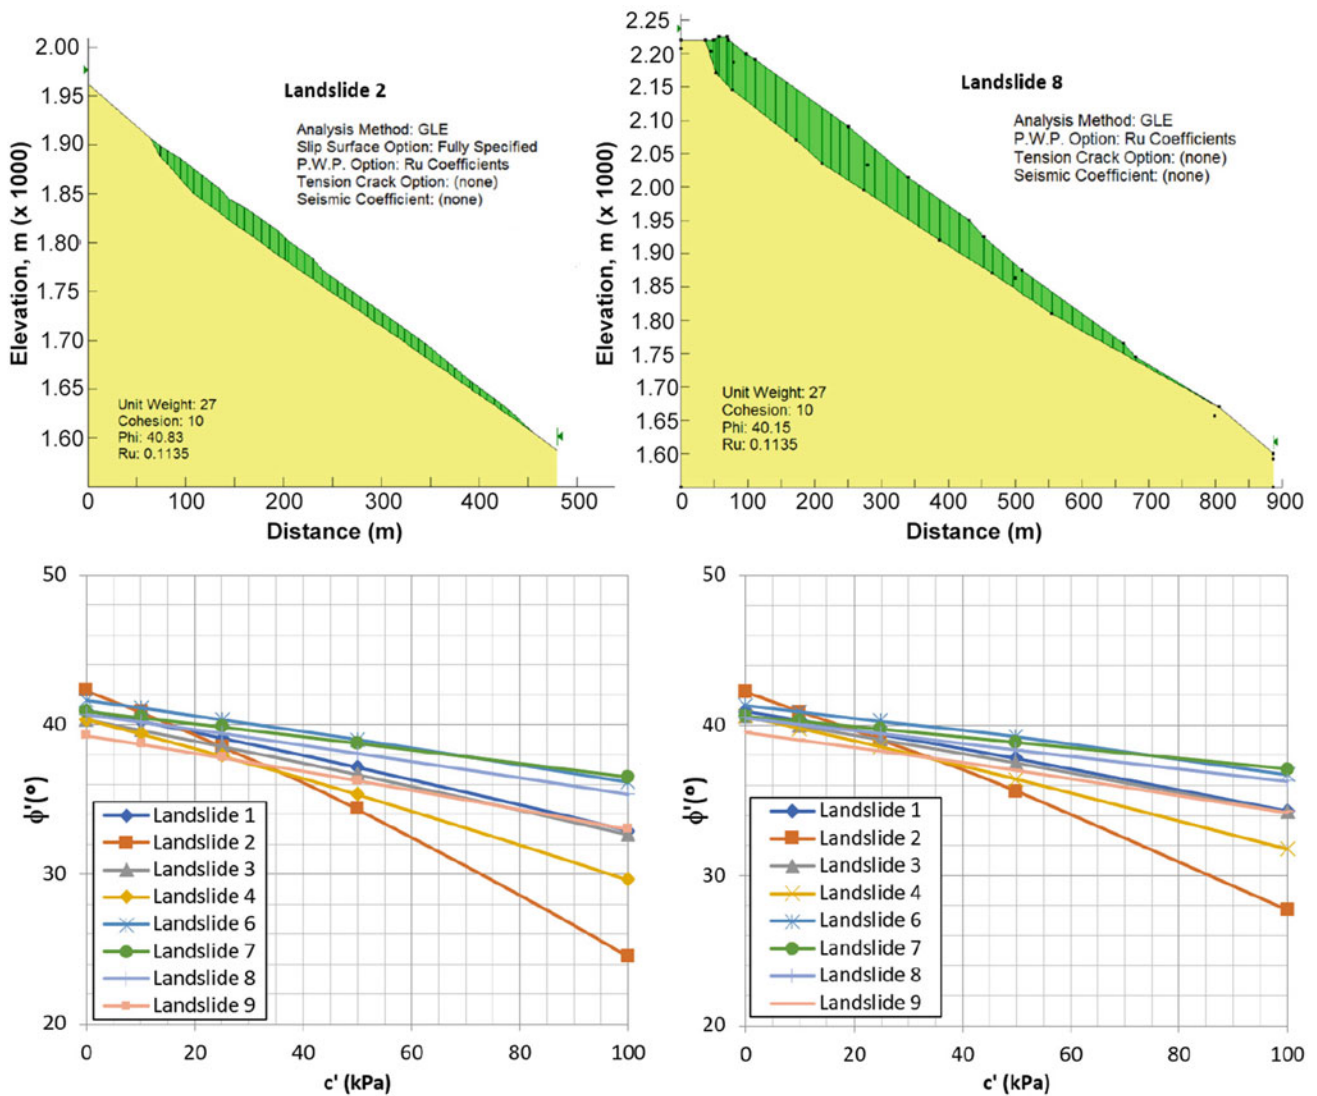 Landslide 2
Analysis Method: GLE
Slip Surface Option: Fully Specified
P.W.P. Option: Ru Coefficients
Tension Crack Option: (none)
Seismic Coefficient: (none)
Elevation, m (x 1000)
2.00
1.95
1.90
1.85
1.80
1.75
1.70
1.65
1.60
Unit Weight: 27
Cohesion: 10
Phi: 40.83
Ru: 0.1135
0 100 200 300 400 500
Distance (m)
Landslide 8
Analysis Method: GLE
P.W.P. Option: Ru Coefficients
Tension Crack Option: (none)
Seismic Coefficient: (none)
Elevation, m (x 1000)
2.25
2.20
2.15
2.10
2.05
2.00
1.95
1.90
1.85
1.80
1.75
1.70
1.65
1.60
Unit Weight: 27
Cohesion: 10
Phi: 40.15
Ru: 0.1135
0 100 200 300 400 500 600 700 800 900
Distance (m)
ϕ'(º)
50
40
30
20
Landslide 1
Landslide 2
Landslide 3
Landslide 4
Landslide 6
Landslide 7
Landslide 8
Landslide 9
0 20 40 60 80 100
c' (kPa)
ϕ'(º)
50
40
30
20
Landslide 1
Landslide 2
Landslide 3
Landslide 4
Landslide 6
Landslide 7
Landslide 8
Landslide 9
0 20 40 60 80 100
c' (kPa)